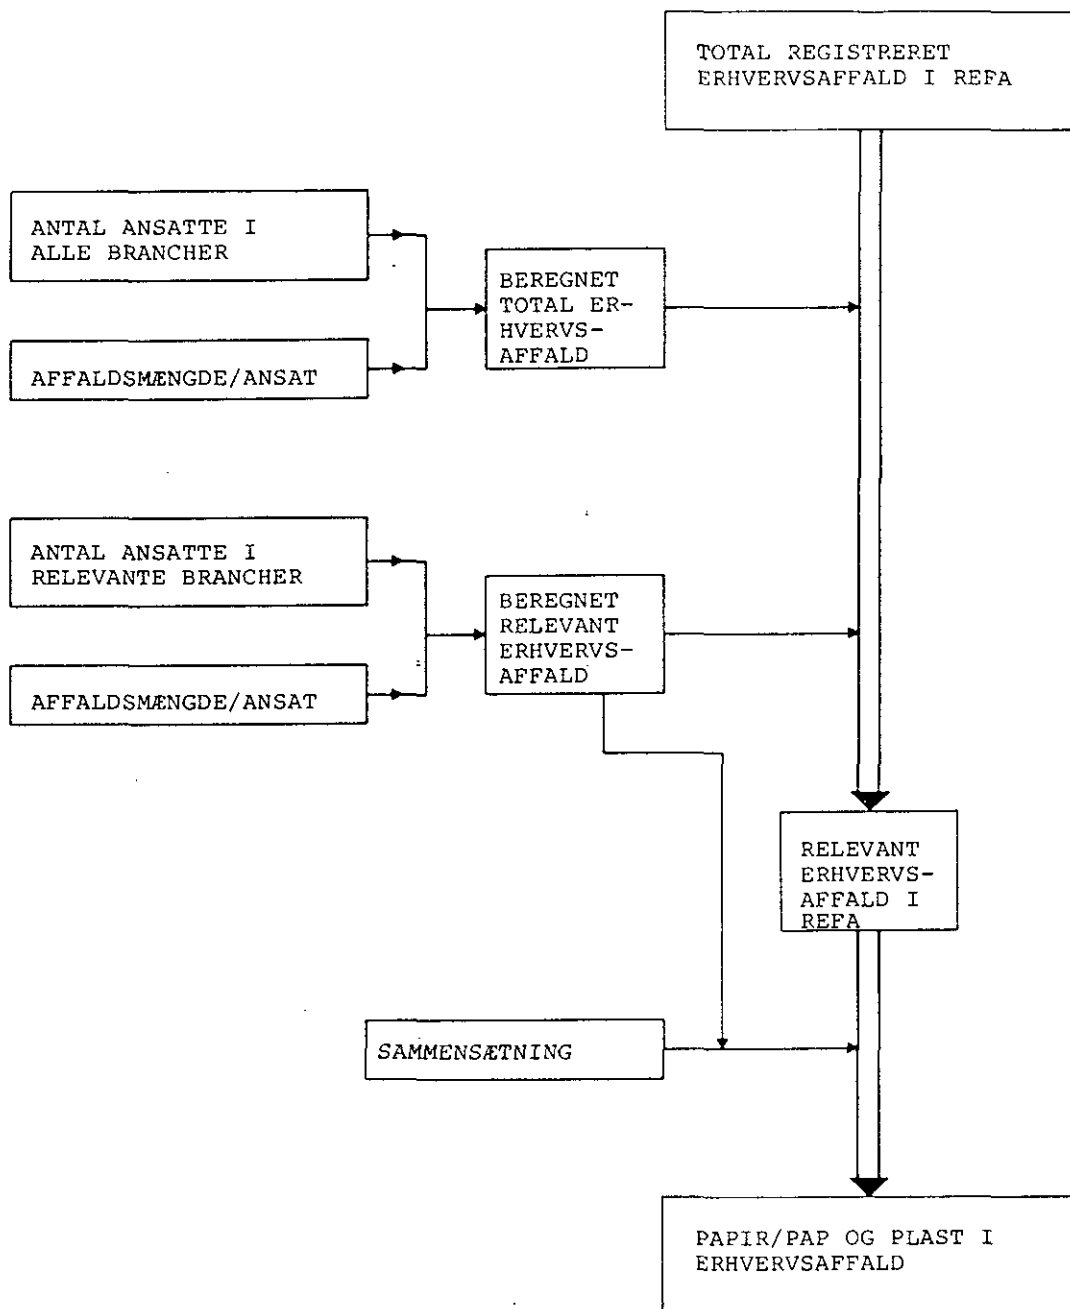 TOTAL REGISTRERET
ERHVERVSAFFALD I REFA
ANTAL ANSATTE I
ALLE BRANCHER
BEREGNET
TOTAL ER-
HVERVS-
AFFALD
AFFALDSMÆNGDE/ANSAT
ANTAL ANSATTE I
RELEVANTE BRANCHER
BEREGNET
RELEVANT
ERHVERVS-
AFFALD
AFFALDSMÆNGDE/ANSAT
RELEVANT
ERHVERVS-
AFFALD I
REFA
SAMMENSÆTNING
PAPIR/PAP OG PLAST I
ERHVERVSAFFALD